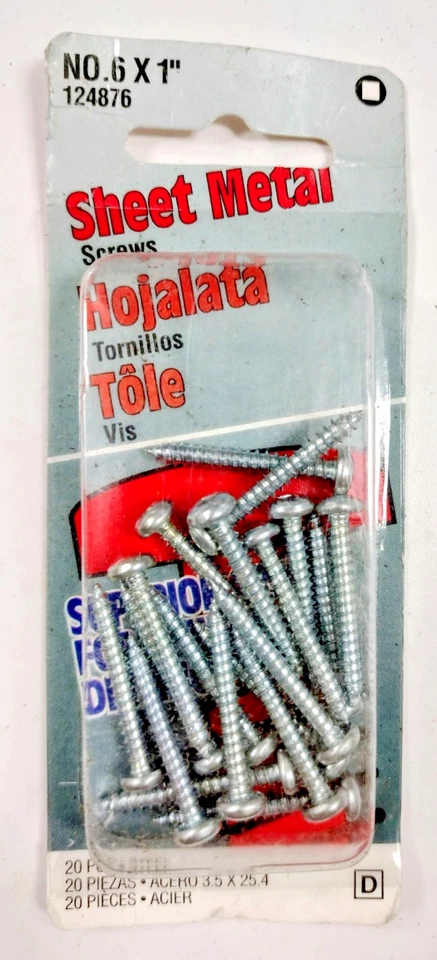 NO.6 X 1"
124876
Sheet Metal
Screws
Hojalata
Tornillos
Tôle
Vis
20
20 PIEZAS • ACERO 3.5 X 25.4
20 PIÈCES • ACIER
D